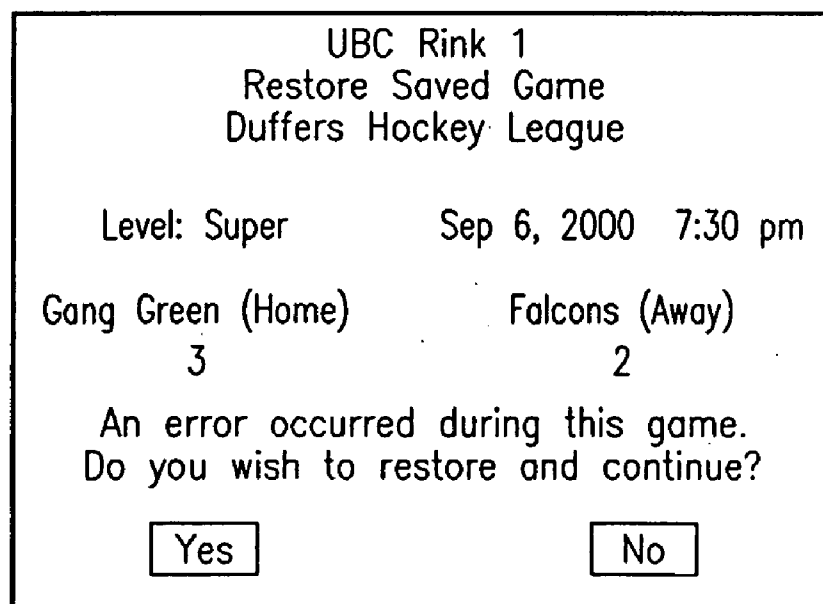 UBC Rink 1
Restore Saved Game
Duffers Hockey League
Level: Super Sep 6, 2000 7:30 pm
Gang Green (Home) Falcons (Away)
3 2
An error occurred during this game.
Do you wish to restore and continue?
Yes No